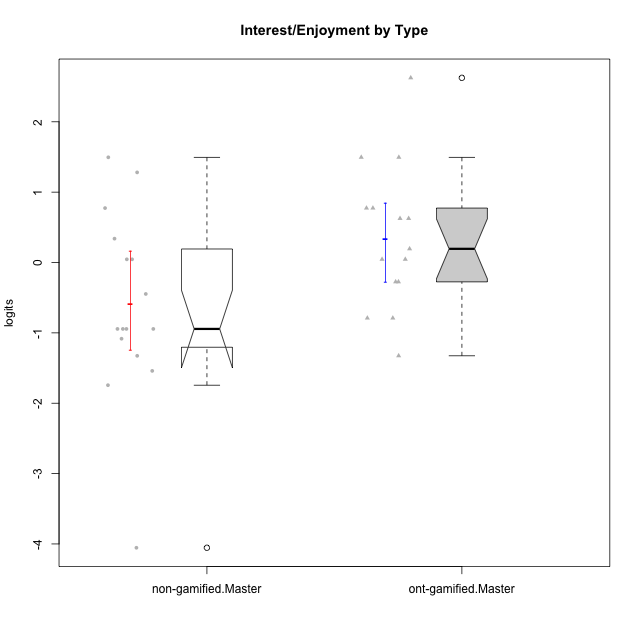 Interest/Enjoyment by Type
logits
2
1
0
-1
-2
-3
-4
non-gamified.Master
ont-gamified.Master